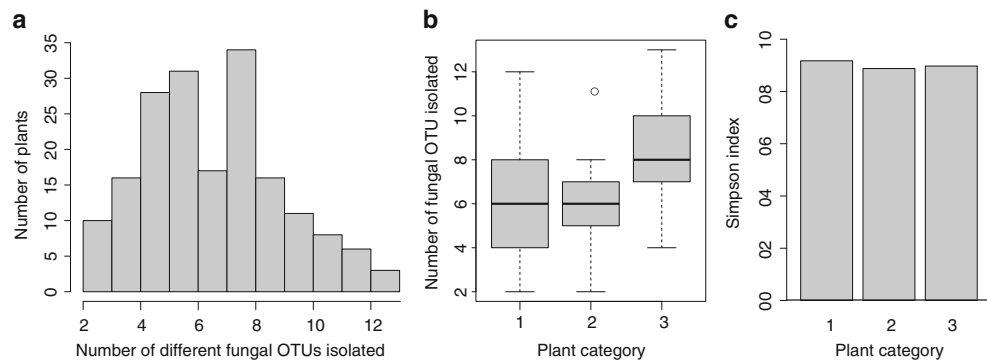 a
35
30
25
20
15
10
5
0
Number of plants
2 4 6 8 10 12
Number of different fungal OTUs isolated
b
12
10
8
6
4
2
Number of fungal OTU isolated
1 2 3
Plant category
c
10
08
06
04
02
00
Simpson index
1 2 3
Plant category